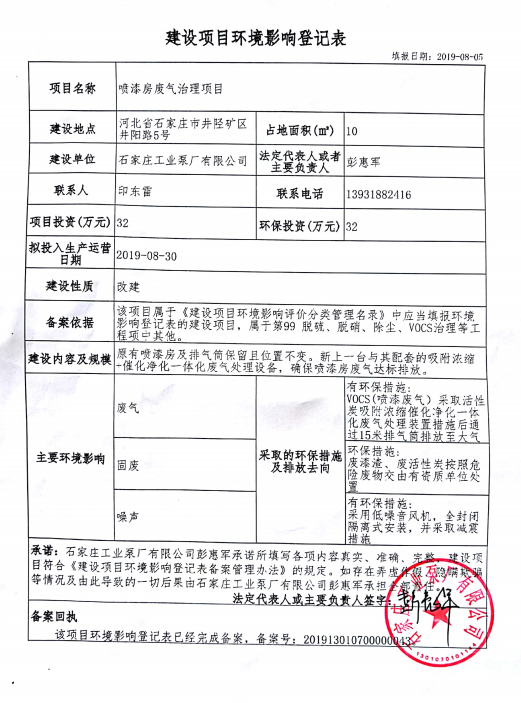 建设项目环境影响登记表
填报日期：2019-08-05
项目名称 喷漆房废气治理项目
建设地点 河北省石家庄市井陉矿区
井阳路5号
占地面积(㎡) 10
建设单位 石家庄工业泵厂有限公司
法定代表人或者
主要负责人
彭惠军
联系人 印东雷
联系电话 13931882416
项目投资(万元) 32
环保投资(万元) 32
拟投入生产运营
日期
2019-08-30
建设性质 改建
备案依据
该项目属于《建设项目环境影响评价分类管理名录》中应当填报环境
影响登记表的建设项目，属于第99 脱硫、脱硝、除尘、VOCS治理等工
程项中其他。
建设内容及规模
原有喷漆房及排气筒保留且位置不变。新上一台与其配套的吸附浓缩
+催化净化一体化废气处理设备，确保喷漆房废气达标排放。
主要环境影响
废气
固废
噪声
采取的环保措施
及排放去向
有环保措施：
VOCS(喷漆废气）采取活性
炭吸附浓缩催化净化一体
化废气处理装置措施后通
过15米排气筒排放至大气
环保措施：
废漆渣、废活性炭按照危
险废物交由有资质单位处
置
有环保措施：
采用低噪音风机，全封闭
隔离式安装，并采取减震
措施
承诺：石家庄工业泵厂有限公司彭惠军承诺所填写各项内容真实、准确、完整，建设项
目符合《建设项目环境影响登记表备案管理办法》的规定。如存在弄虚作假、隐瞒欺骗
等情况及由此导致的一切后果由石家庄工业泵厂有限公司彭惠军承担全部责任。
法定代表人或主要负责人签字：
备案回执
该项目环境影响登记表已经完成备案，备案号：201913010700000043
石家庄工业泵厂有限公司